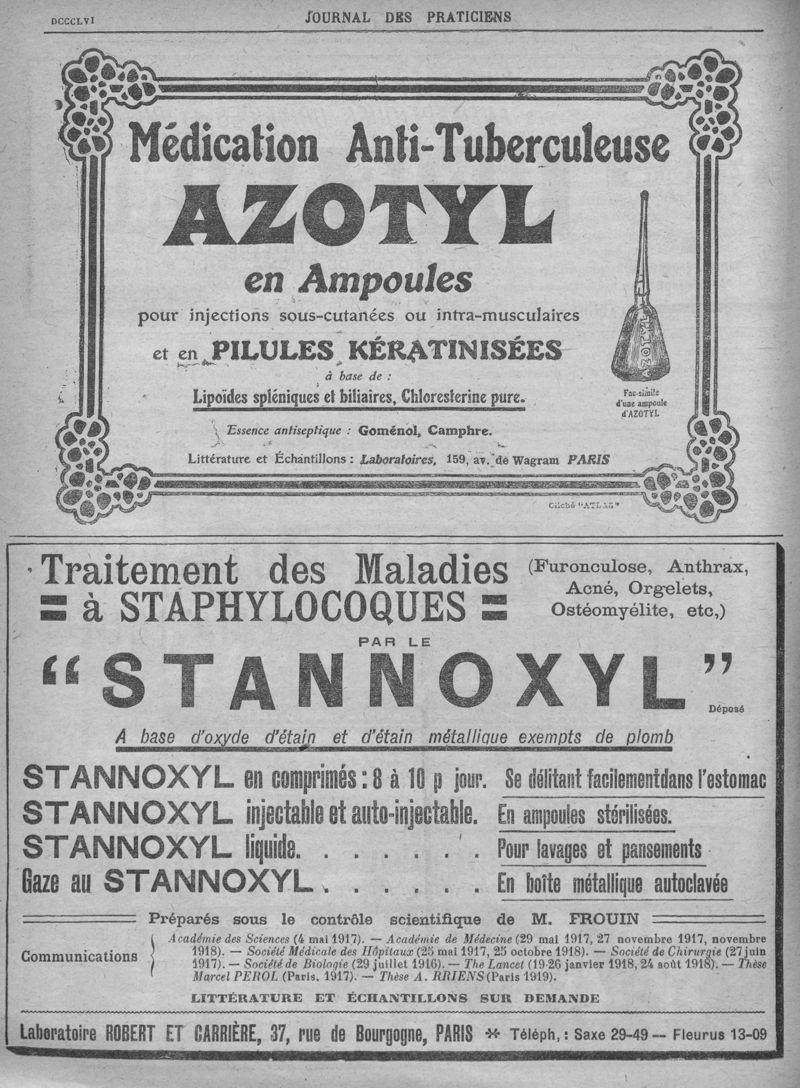 DCCCLVI
JOURNAL DES PRATICIENS
Médication Anti-Tuberculeuse
AZOTYL
en Ampoules
pour injections sous-cutanées ou intra-musculaires
et en PILULES KÉRATINISÉES
à base de :
Lipoïdes spléniques et biliaires, Chloresterine pure.
Essence antiseptique : Goménol, Camphre.
Littérature et Échantillons : Laboratoires, 159, av. de Wagram PARIS
AZOTYL
Fac-simile
d'une ampoule
d'AZOTYL
Cliché "ATLAS"
Traitement des Maladies
= à STAPHYLOCOQUES =
(Furonculose, Anthrax,
Acné, Orgelets,
Ostéomyélite, etc,)
PAR LE
“STANNOXYL”
Déposé
A base d'oxyde d'étain et d'étain métallique exempts de plomb
STANNOXYL en comprimés : 8 à 10 p jour. Se délitant facilementdans l'estomac
STANNOXYL injectable et auto-injectable. En ampoules stérilisées.
STANNOXYL liquide. . . . . . . Pour lavages et pansements
Gaze au STANNOXYL . . . . . . En boîte métallique autoclavée
Préparés sous le contrôle scientifique de M. FROUIN
Communications
Académie des Sciences (4 mai 1917). — Académie de Médecine (29 mai 1917, 27 novembre 1917, novembre
1918). — Société Médicale des Hôpitaux (25 mai 1917, 25 octobre 1918). — Société de Chirurgie (27 juin
1917). — Société de Biologie (29 juillet 1916). — The Lancet (19-26 janvier 1918, 24 août 1918). — Thèse
Marcel PEROL (Paris, 1917). — Thèse A. RRIENS (Paris 1919).
LITTÉRATURE ET ÉCHANTILLONS SUR DEMANDE
Laboratoire ROBERT ET CARRIÈRE, 37, rue de Bourgogne, PARIS ** Téléph, : Saxe 29-49 — Fleurus 13-09